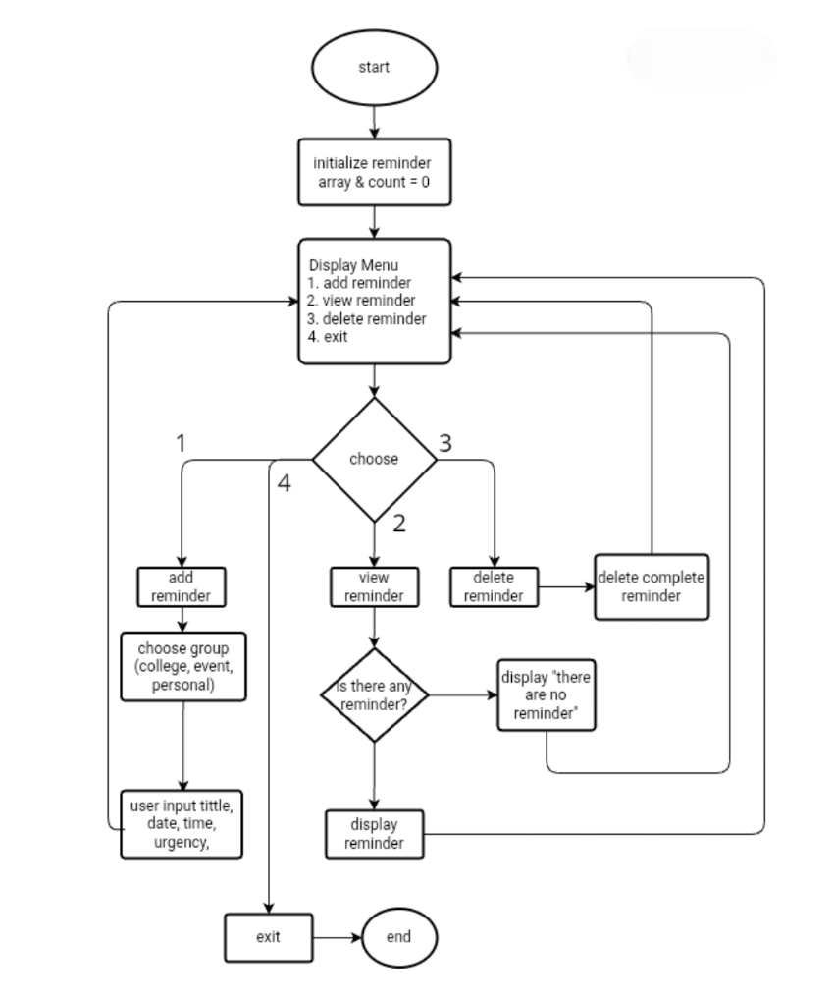 start
initialize reminder
array & count = 0
Display Menu
1. add reminder
2. view reminder
3. delete reminder
4. exit
choose
1
4
2
3
add
reminder
choose group
(college, event,
personal)
user input tittle,
date, time,
urgency,
view
reminder
is there any
reminder?
display "there
are no
reminder"
display
reminder
delete
reminder
delete complete
reminder
exit
end